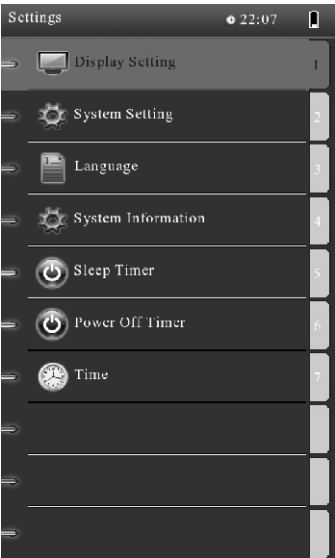 Settings 22:07
Display Setting 1
System Setting 2
Language 3
System Information 4
Sleep Timer 5
Power Off Timer 6
Time 7